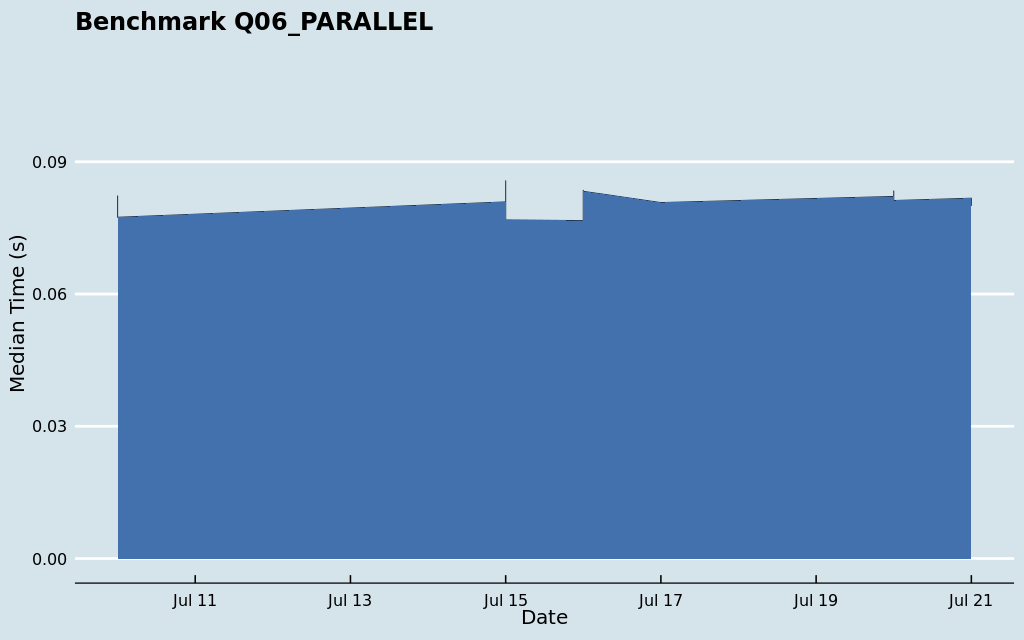 Benchmark Q06_PARALLEL
Median Time (s)
0.09
0.06
0.03
0.00
Jul 11 Jul 13 Jul 15 Jul 17 Jul 19 Jul 21
Date